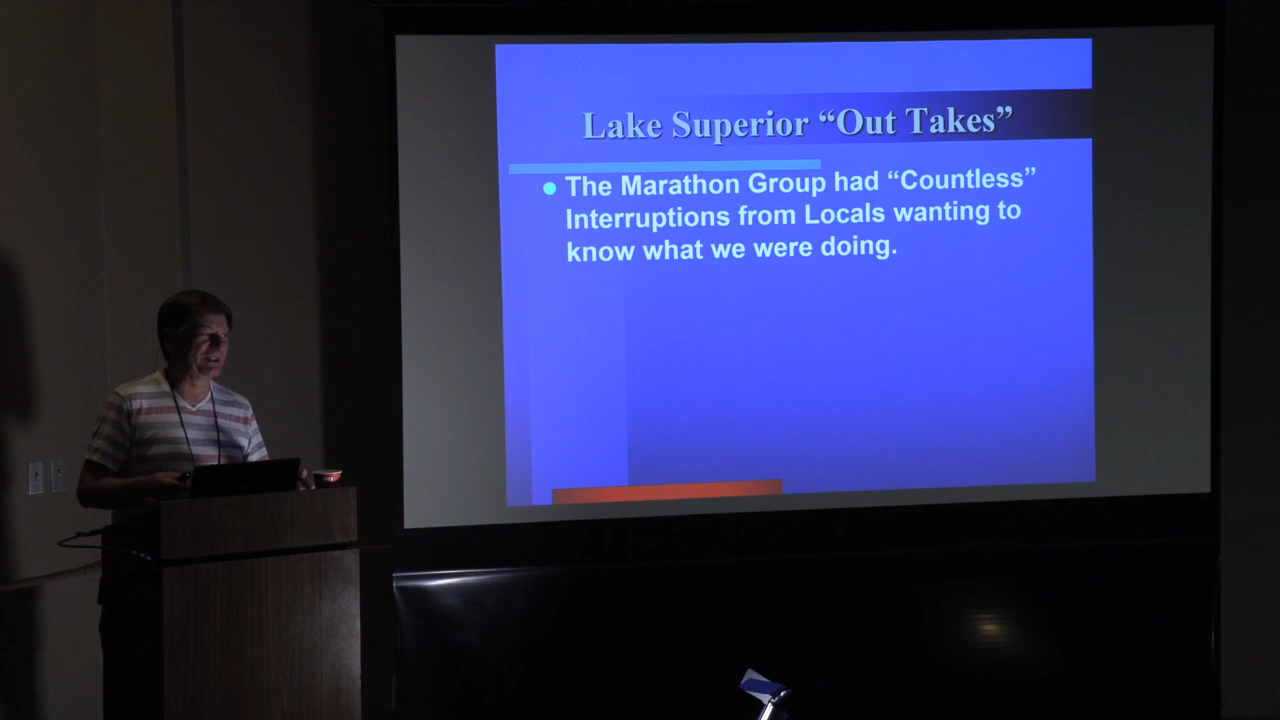 Lake Superior “Out Takes”
The Marathon Group had “Countless”
Interruptions from Locals wanting to
know what we were doing.